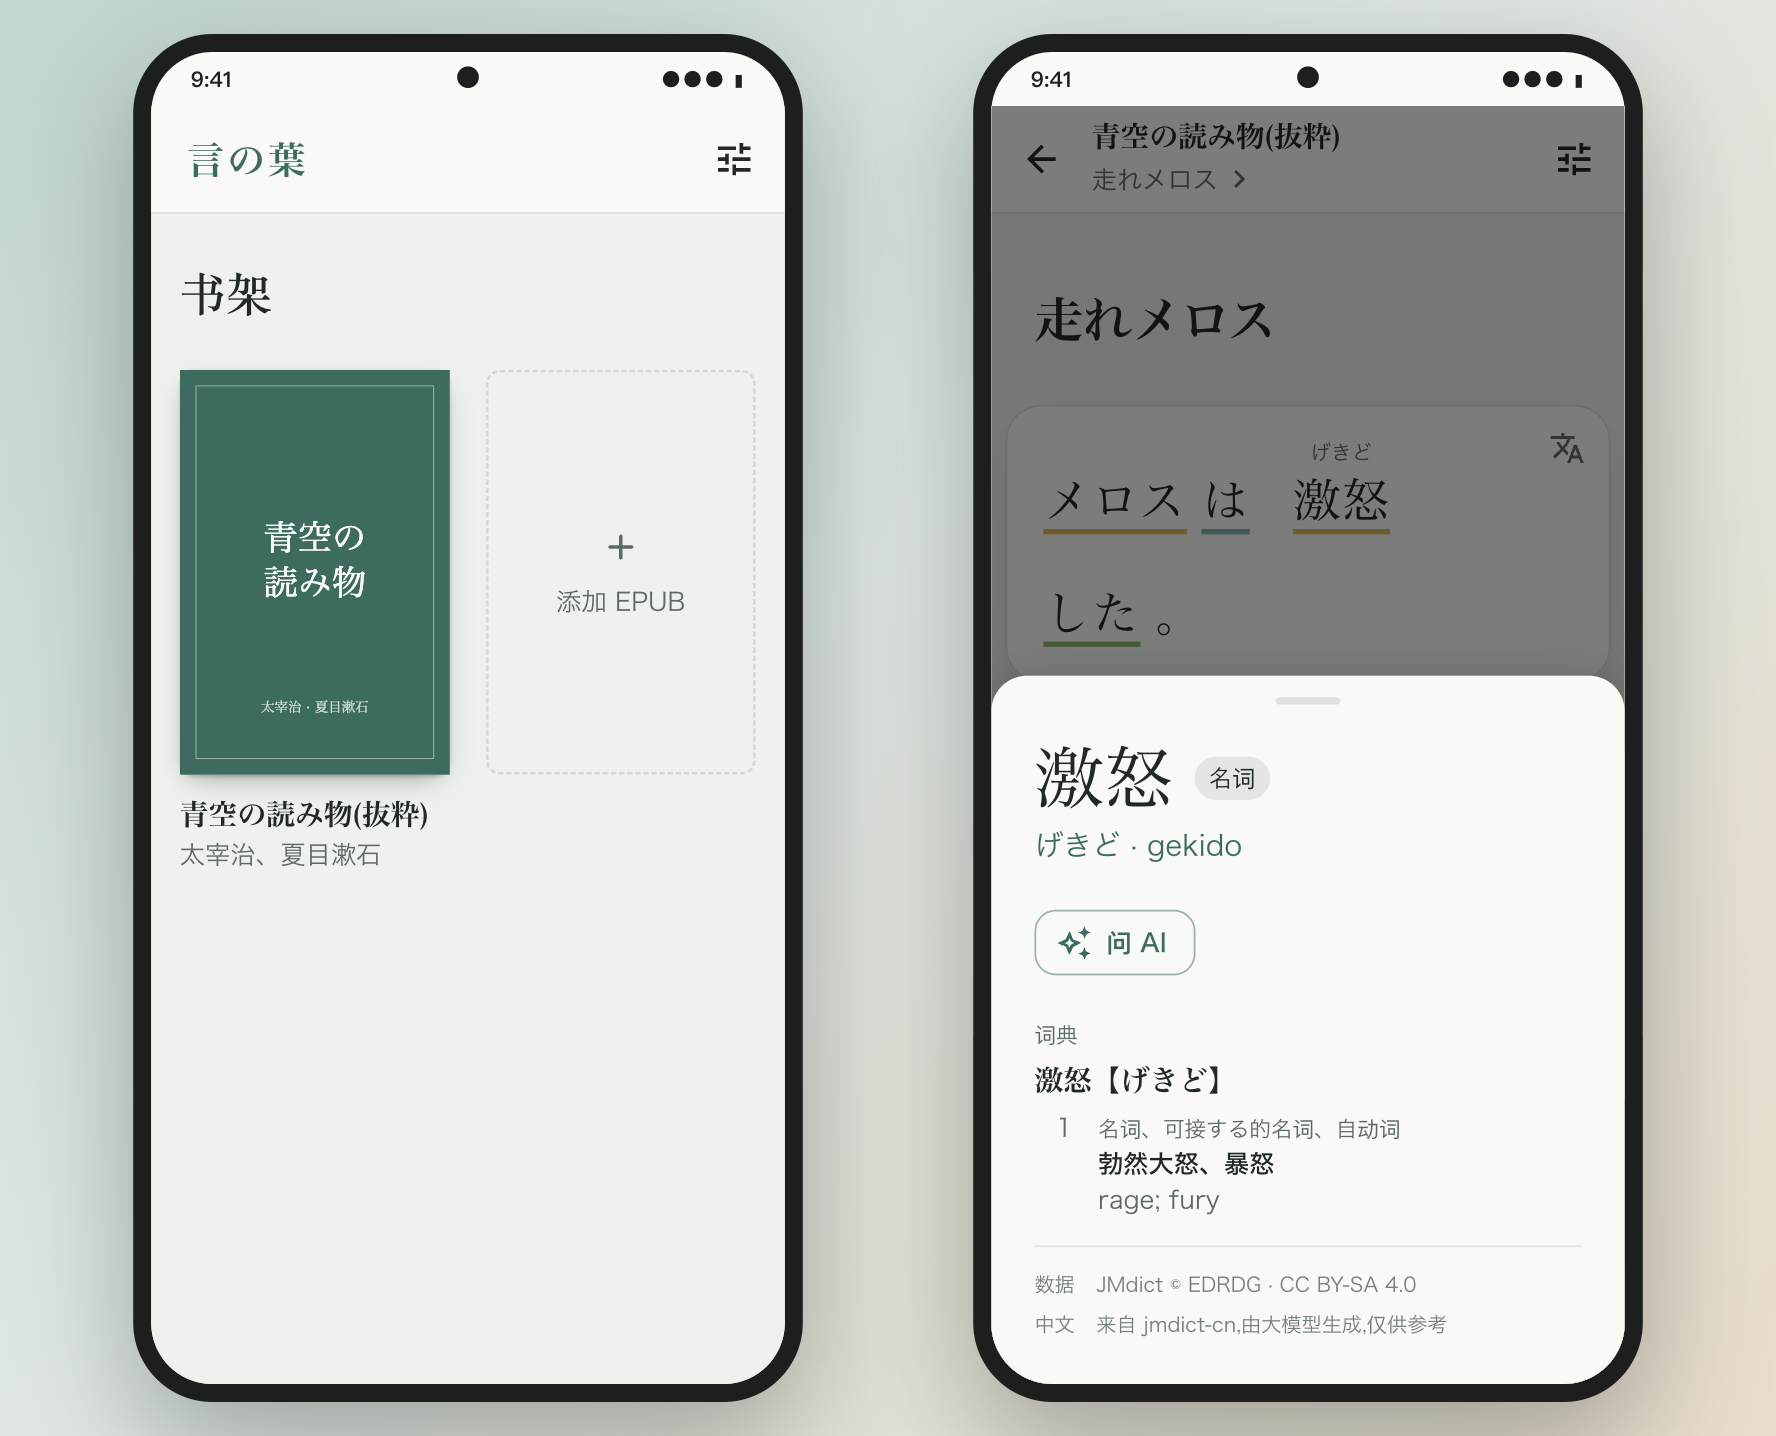 9:41
言の葉
书架
青空の
読み物
太宰治・夏目漱石
+
添加 EPUB
青空の読み物(抜粋)
太宰治、夏目漱石
9:41
青空の読み物(抜粋)
走れメロス
走れメロス
げきど
メロス は 激怒
した 。
激怒 名词
げきど · gekido
问 AI
词典
激怒【げきど】
1 名词、可接する的名词、自动词
勃然大怒、暴怒
rage; fury
数据 JMdict © EDRDG · CC BY-SA 4.0
中文 来自 jmdict-cn,由大模型生成,仅供参考